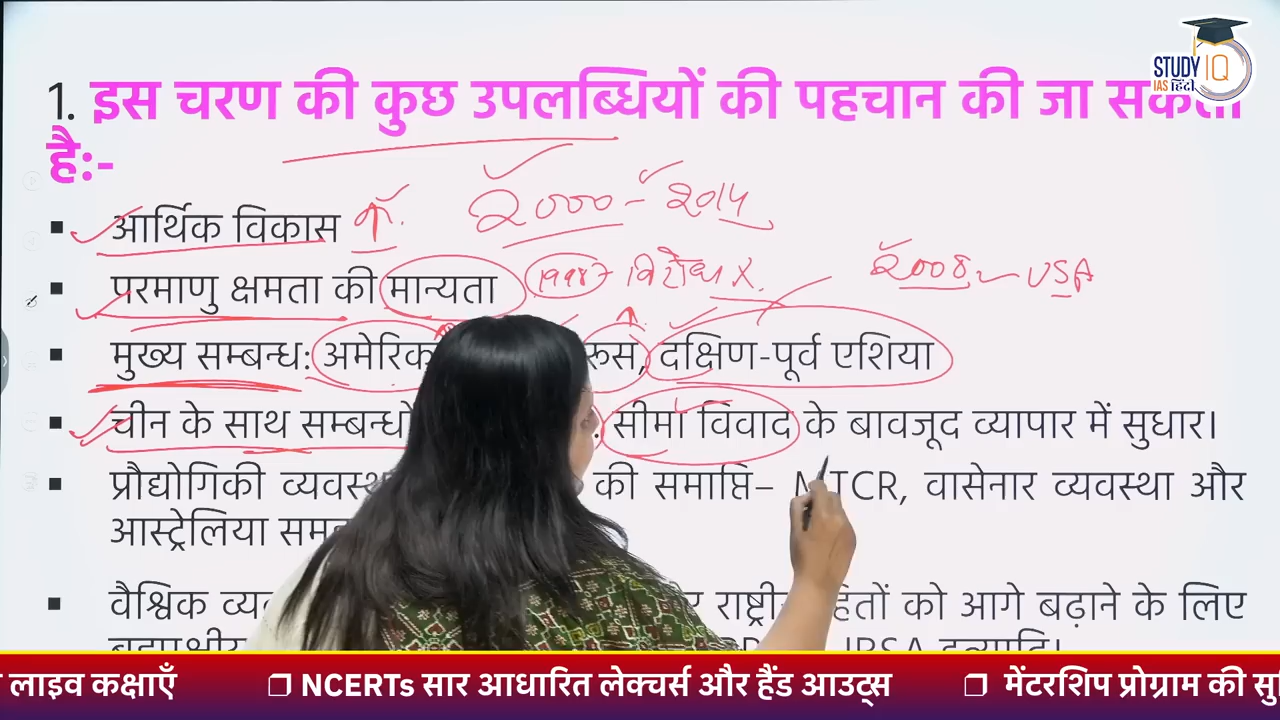 STUDY IQ
IAS हिंदी
1. इस चरण की कुछ उपलब्धियों की पहचान की जा सकती
है:-
2000 - 2014
▪ आर्थिक विकास
▪ परमाणु क्षमता की मान्यता 1998 - विरोध X. 2008 USA
▪ मुख्य सम्बन्ध: अमेरिक रूस, दक्षिण-पूर्व एशिया
▪ चीन के साथ सम्बन्धो सीमा विवाद के बावजूद व्यापार में सुधार।
▪ प्रौद्योगिकी की समाप्ति– MTCR, वासेनार व्यवस्था और
आस्ट्रेलिया
▪ वैश्विक राष्ट्रीय हितों को आगे बढ़ाने के लिए
IBSA इत्यादि।
लाइव कक्षाएँ ❐ NCERTs सार आधारित लेक्चर्स और हैंड आउट्स ❐ मेंटरशिप प्रोग्राम की